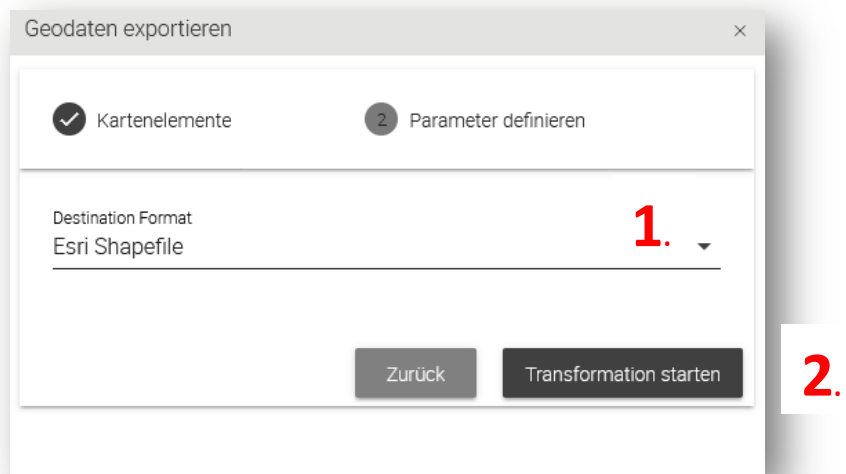 Geodaten exportieren ×
Kartenelemente 2 Parameter definieren
Destination Format
Esri Shapefile 1.
Zurück Transformation starten 2.